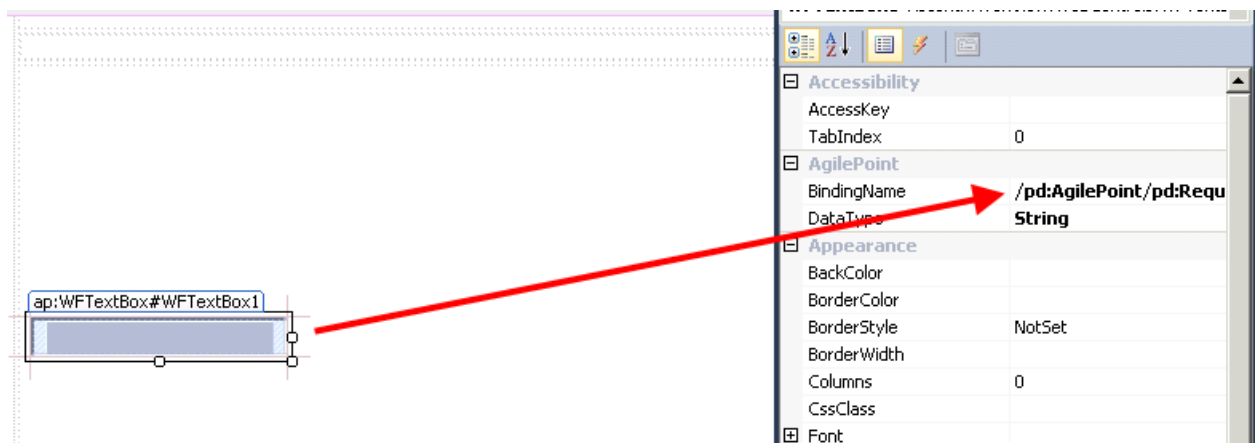 Accessibility
AccessKey
TabIndex 0
AgilePoint
BindingName /pd:AgilePoint/pd:Requ
DataType String
Appearance
BackColor
BorderColor
BorderStyle NotSet
BorderWidth
Columns 0
CssClass
Font
ap:WFTextBox#WFTextBox1